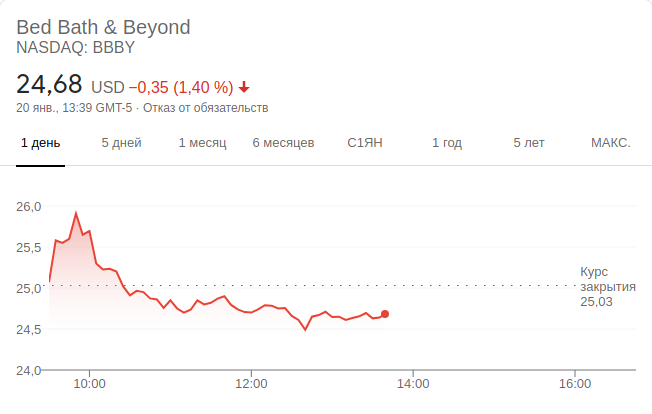 Bed Bath & Beyond
NASDAQ: BBBY
24,68 USD −0,35 (1,40 %)
20 янв., 13:39 GMT-5 · Отказ от обязательств
1 день 5 дней 1 месяц 6 месяцев С1ЯН 1 год 5 лет МАКС.
26,0
25,5
Курс
25,0 закрытия
25,03
24,5
24,0
10:00 12:00 14:00 16:00